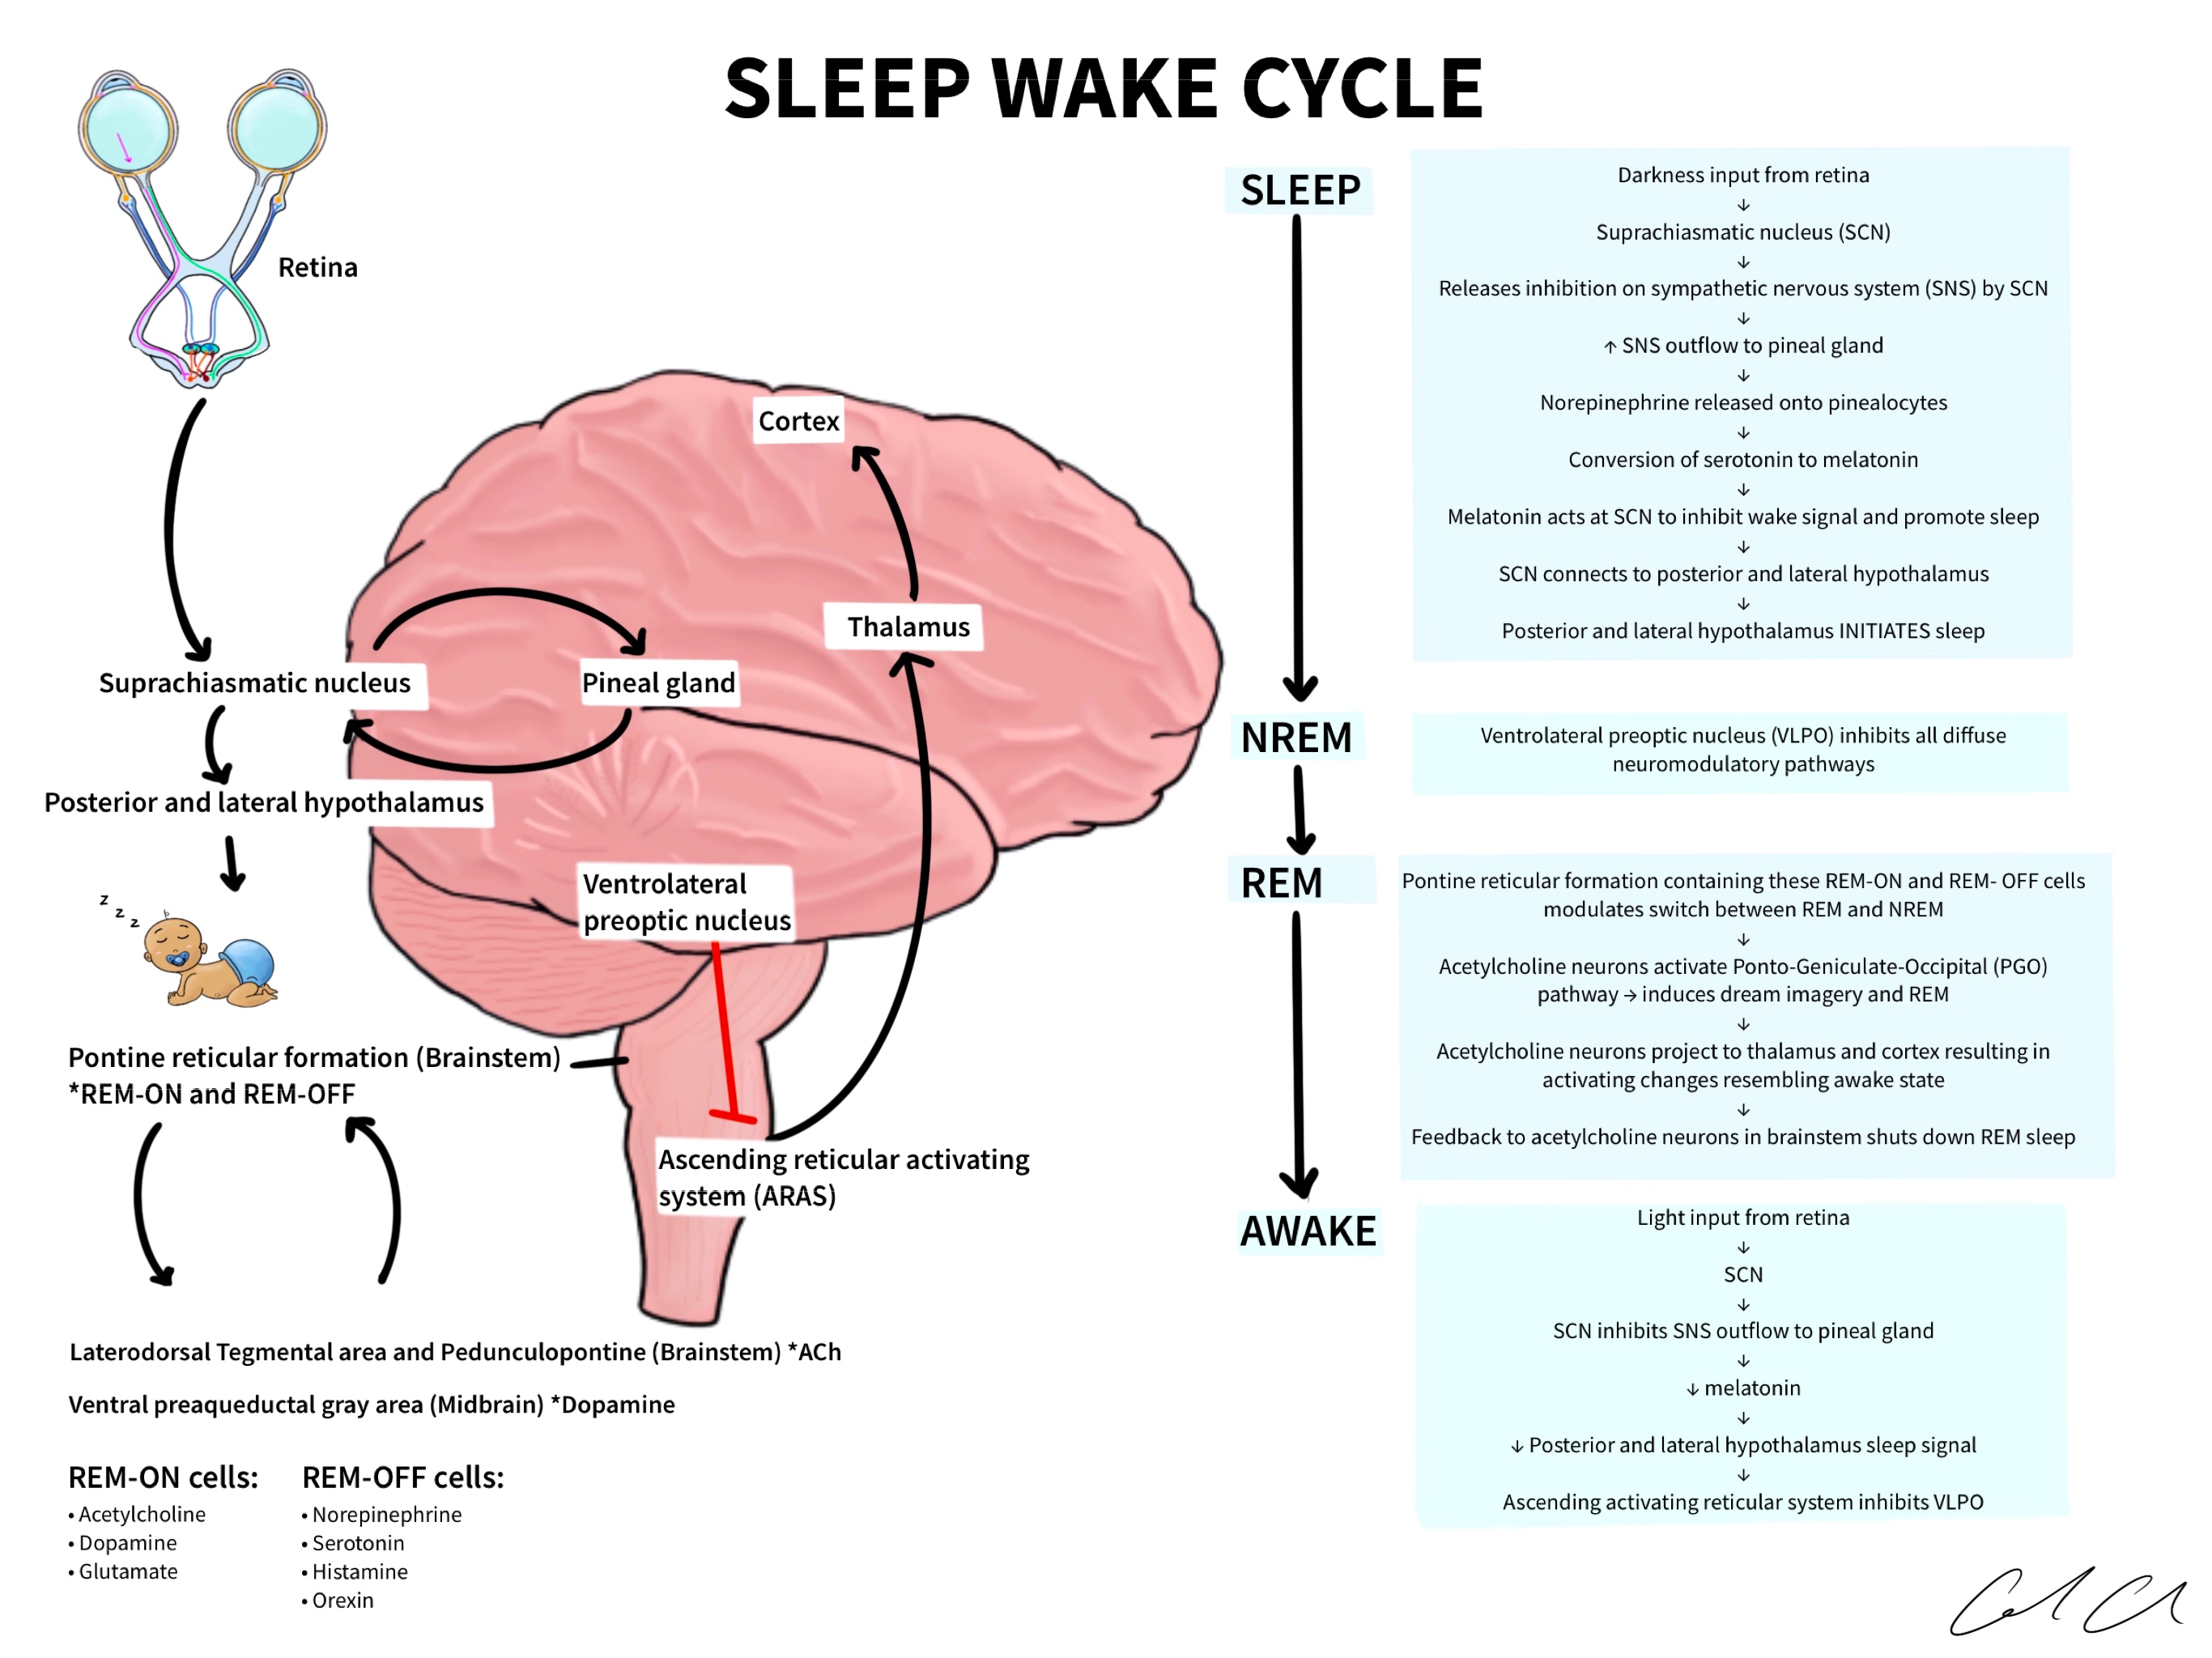 SLEEP WAKE CYCLE
Retina
Cortex
Thalamus
Suprachiasmatic nucleus
Pineal gland
Posterior and lateral hypothalamus
Ventrolateral
preoptic nucleus
z
z
z
Pontine reticular formation (Brainstem)
*REM-ON and REM-OFF
Ascending reticular activating
system (ARAS)
Laterodorsal Tegmental area and Pedunculopontine (Brainstem) *ACh
Ventral preaqueductal gray area (Midbrain) *Dopamine
REM-ON cells:
• Acetylcholine
• Dopamine
• Glutamate
REM-OFF cells:
• Norepinephrine
• Serotonin
• Histamine
• Orexin
SLEEP
Darkness input from retina
↓
Suprachiasmatic nucleus (SCN)
↓
Releases inhibition on sympathetic nervous system (SNS) by SCN
↓
↑ SNS outflow to pineal gland
↓
Norepinephrine released onto pinealocytes
↓
Conversion of serotonin to melatonin
↓
Melatonin acts at SCN to inhibit wake signal and promote sleep
↓
SCN connects to posterior and lateral hypothalamus
↓
Posterior and lateral hypothalamus INITIATES sleep
NREM
Ventrolateral preoptic nucleus (VLPO) inhibits all diffuse
neuromodulatory pathways
REM
Pontine reticular formation containing these REM-ON and REM- OFF cells
modulates switch between REM and NREM
↓
Acetylcholine neurons activate Ponto-Geniculate-Occipital (PGO)
pathway → induces dream imagery and REM
↓
Acetylcholine neurons project to thalamus and cortex resulting in
activating changes resembling awake state
↓
Feedback to acetylcholine neurons in brainstem shuts down REM sleep
AWAKE
Light input from retina
↓
SCN
↓
SCN inhibits SNS outflow to pineal gland
↓
↓ melatonin
↓
↓ Posterior and lateral hypothalamus sleep signal
↓
Ascending activating reticular system inhibits VLPO